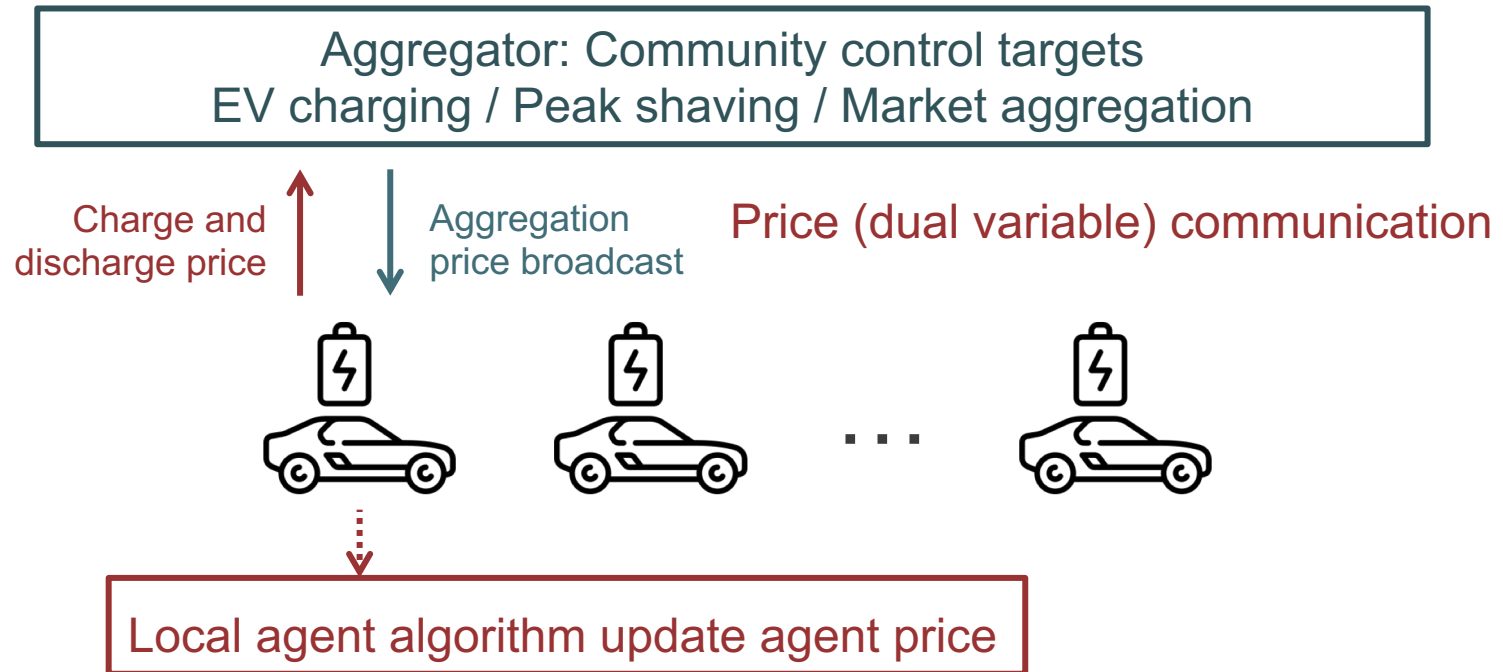 Aggregator: Community control targets
EV charging / Peak shaving / Market aggregation
Charge and
discharge price
Aggregation
price broadcast
Price (dual variable) communication
...
Local agent algorithm update agent price